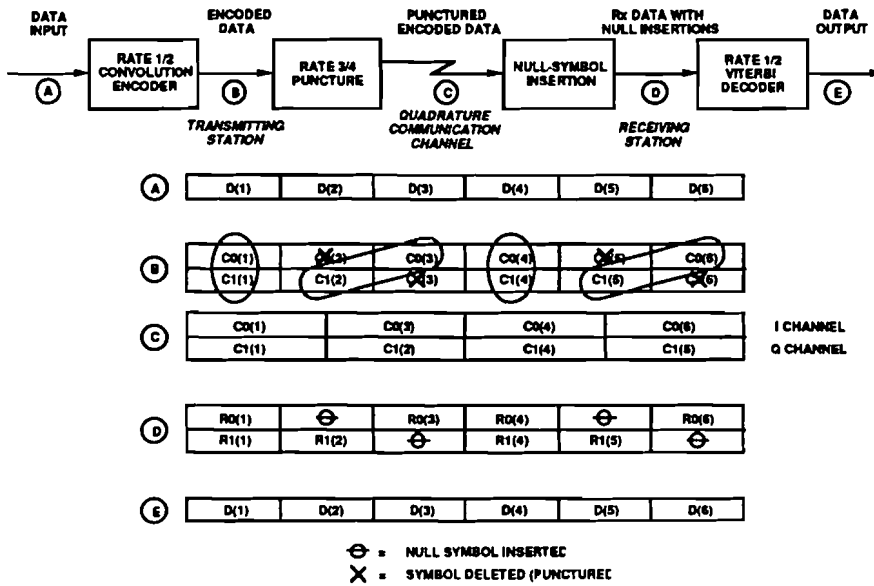 DATA INPUT
ENCODED DATA
PUNCTURED ENCODED DATA
Rx DATA WITH NULL INSERTIONS
DATA OUTPUT
RATE 1/2 CONVOLUTION ENCODER
RATE 3/4 PUNCTURE
NULL-SYMBOL INSERTION
RATE 1/2 VITERBI DECODER
A
B
C
D
E
TRANSMITTING STATION
QUADRATURE COMMUNICATION CHANNEL
RECEIVING STATION
A D(1) D(2) D(3) D(4) D(5) D(6)
B
C0(1) C0(3) C0(4) C0(6)
C1(1) C1(2) C1(4) C1(5)
C
C0(1) C0(3) C0(4) C0(6) I CHANNEL
C1(1) C1(2) C1(4) C1(5) Q CHANNEL
D
R0(1) R0(3) R0(4) R0(6)
R1(1) R1(2) R1(4) R1(5)
E D(1) D(2) D(3) D(4) D(5) D(6)
= NULL SYMBOL INSERTED
= SYMBOL DELETED (PUNCTURED